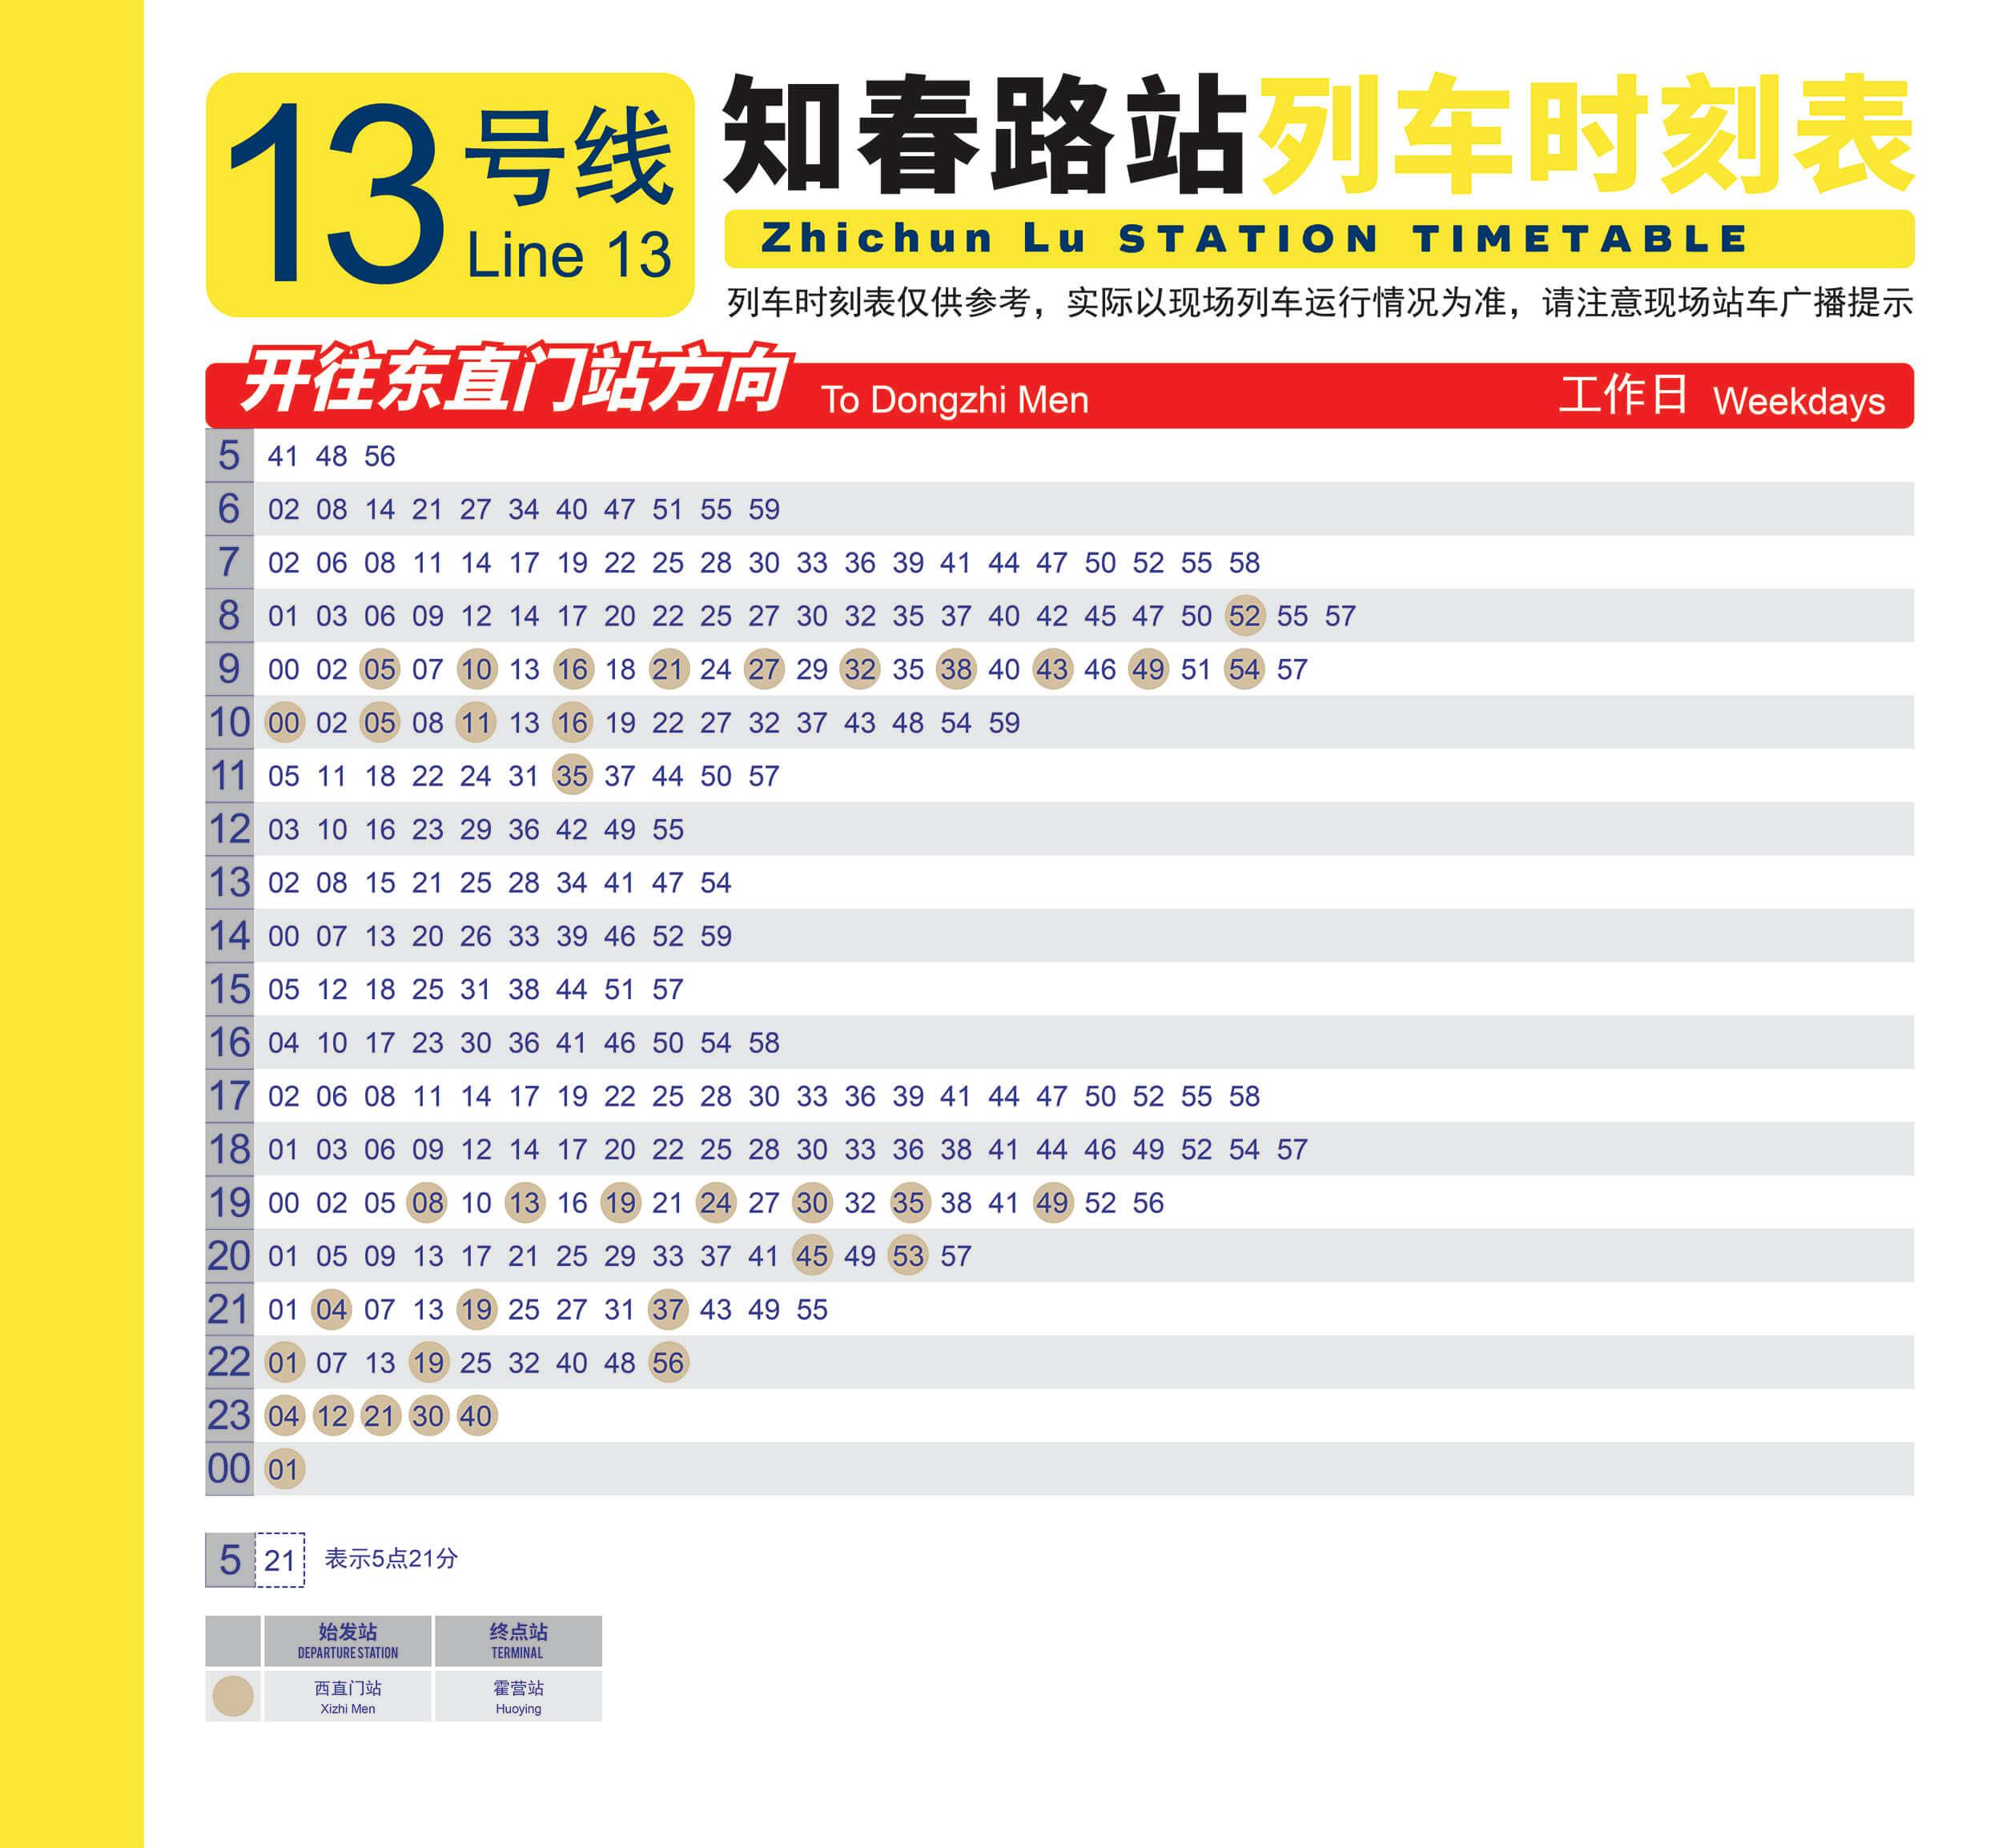 13号线
Line 13
知春路站列车时刻表
Zhichun Lu STATION TIMETABLE
列车时刻表仅供参考，实际以现场列车运行情况为准，请注意现场站车广播提示
开往东直门站方向 To Dongzhi Men 工作日 Weekdays
5 41 48 56
6 02 08 14 21 27 34 40 47 51 55 59
7 02 06 08 11 14 17 19 22 25 28 30 33 36 39 41 44 47 50 52 55 58
8 01 03 06 09 12 14 17 20 22 25 27 30 32 35 37 40 42 45 47 50 52 55 57
9 00 02 05 07 10 13 16 18 21 24 27 29 32 35 38 40 43 46 49 51 54 57
10 00 02 05 08 11 13 16 19 22 27 32 37 43 48 54 59
11 05 11 18 22 24 31 35 37 44 50 57
12 03 10 16 23 29 36 42 49 55
13 02 08 15 21 25 28 34 41 47 54
14 00 07 13 20 26 33 39 46 52 59
15 05 12 18 25 31 38 44 51 57
16 04 10 17 23 30 36 41 46 50 54 58
17 02 06 08 11 14 17 19 22 25 28 30 33 36 39 41 44 47 50 52 55 58
18 01 03 06 09 12 14 17 20 22 25 28 30 33 36 38 41 44 46 49 52 54 57
19 00 02 05 08 10 13 16 19 21 24 27 30 32 35 38 41 49 52 56
20 01 05 09 13 17 21 25 29 33 37 41 45 49 53 57
21 01 04 07 13 19 25 27 31 37 43 49 55
22 01 07 13 19 25 32 40 48 56
23 04 12 21 30 40
00 01
5 21 表示5点21分
始发站 终点站
DEPARTURE STATION TERMINAL
西直门站 霍营站
Xizhi Men Huoying